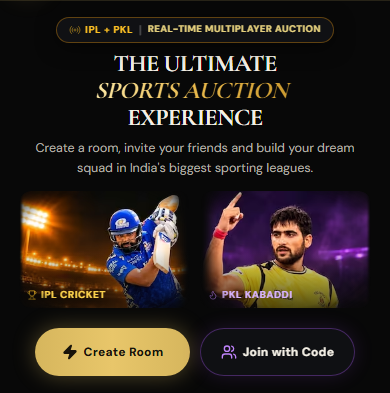 IPL + PKL | REAL-TIME MULTIPLAYER AUCTION
THE ULTIMATE
SPORTS AUCTION
EXPERIENCE
Create a room, invite your friends and build your dream
squad in India's biggest sporting leagues.
IPL CRICKET
PKL KABADDI
Create Room
Join with Code